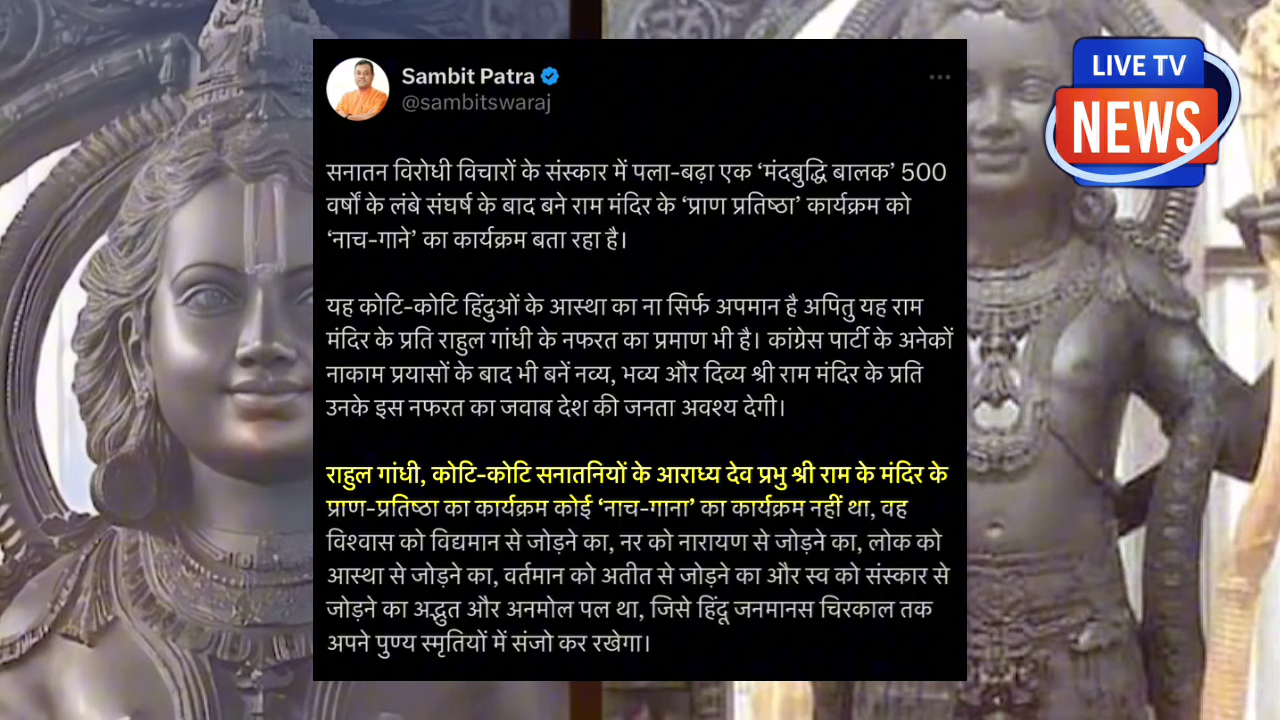 Sambit Patra
@sambitswaraj
LIVE TV
NEWS
सनातन विरोधी विचारों के संस्कार में पला-बढ़ा एक ‘मंदबुद्धि बालक’ 500
वर्षों के लंबे संघर्ष के बाद बने राम मंदिर के ‘प्राण प्रतिष्ठा’ कार्यक्रम को
‘नाच-गाने’ का कार्यक्रम बता रहा है।
यह कोटि-कोटि हिंदुओं के आस्था का ना सिर्फ अपमान है अपितु यह राम
मंदिर के प्रति राहुल गांधी के नफरत का प्रमाण भी है। कांग्रेस पार्टी के अनेकों
नाकाम प्रयासों के बाद भी बनें नव्य, भव्य और दिव्य श्री राम मंदिर के प्रति
उनके इस नफरत का जवाब देश की जनता अवश्य देगी।
राहुल गांधी, कोटि-कोटि सनातनियों के आराध्य देव प्रभु श्री राम के मंदिर के
प्राण-प्रतिष्ठा का कार्यक्रम कोई ‘नाच-गाना’ का कार्यक्रम नहीं था, वह
विश्वास को विद्यमान से जोड़ने का, नर को नारायण से जोड़ने का, लोक को
आस्था से जोड़ने का, वर्तमान को अतीत से जोड़ने का और स्व को संस्कार से
जोड़ने का अद्भुत और अनमोल पल था, जिसे हिंदू जनमानस चिरकाल तक
अपने पुण्य स्मृतियों में संजो कर रखेगा।